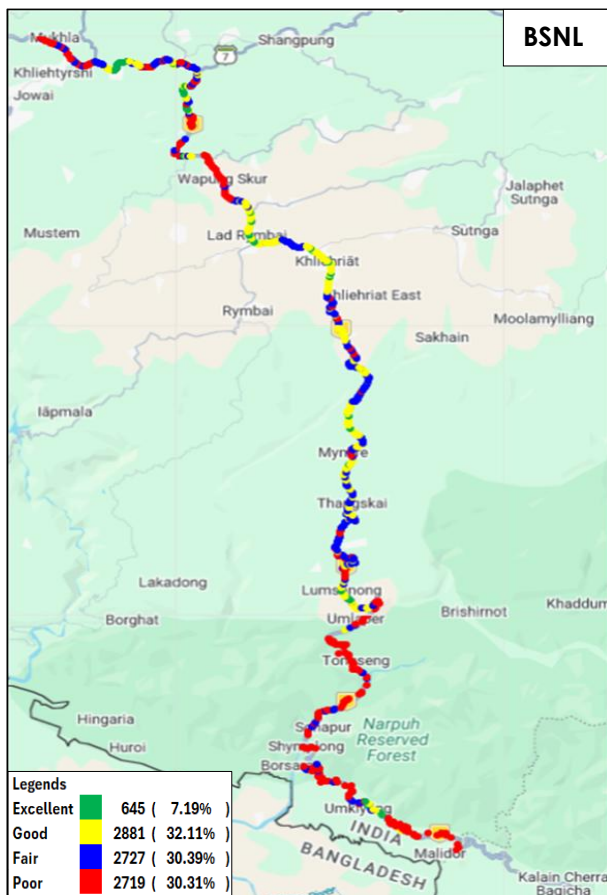 BSNL
Mukhla
Shangpung
7
Khliehtyrshi
Jowai
Wapung Skur
Jalaphet
Sutnga
Mustem
Lad Rymbai
Sutnga
Khliehriāt
Khliehriat East
Rymbai
Moolamylliang
Sakhain
Iāpmala
Mynkre
Thangskai
Lakadong
Lumshnong
Khaddum
Borghat
Brishirnot
Umlaper
Tongseng
Hingaria
Sonapur
Narpuh
Reserved
Forest
Huroi
Borsora
Umkiyong
INDIA
BANGLADESH
Malidor
Kalain Cherra
Bagicha
Legends
Excellent 645 ( 7.19% )
Good 2881 ( 32.11% )
Fair 2727 ( 30.39% )
Poor 2719 ( 30.31% )